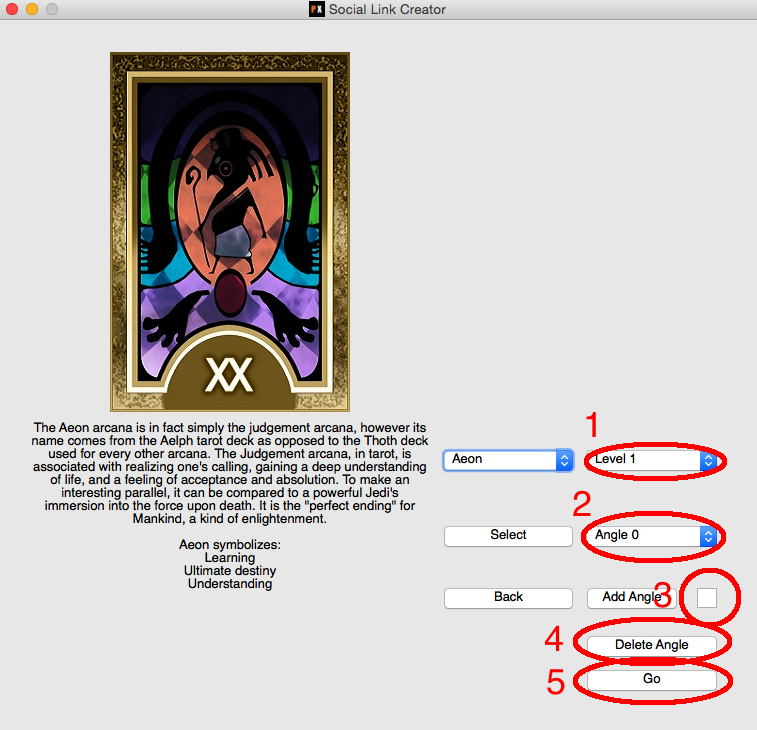 PX Social Link Creator
XX
The Aeon arcana is in fact simply the judgement arcana, however its
name comes from the Aelph tarot deck as opposed to the Thoth deck
used for every other arcana. The Judgement arcana, in tarot, is
associated with realizing one's calling, gaining a deep understanding
of life, and a feeling of acceptance and absolution. To make an
interesting parallel, it can be compared to a powerful Jedi's
immersion into the force upon death. It is the "perfect ending" for
Mankind, a kind of enlightenment.
Aeon symbolizes:
Learning
Ultimate destiny
Understanding
1
Aeon
Level 1
2
Select
Angle 0
Back
Add Angle
3
4
Delete Angle
5
Go